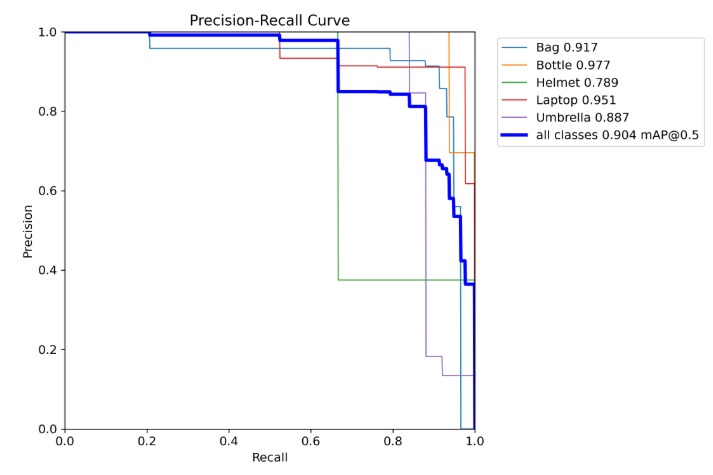 Precision-Recall Curve
1.0
0.8
0.6
0.4
0.2
0.0
Precision
0.0 0.2 0.4 0.6 0.8 1.0
Recall
Bag 0.917
Bottle 0.977
Helmet 0.789
Laptop 0.951
Umbrella 0.887
all classes 0.904 mAP@0.5